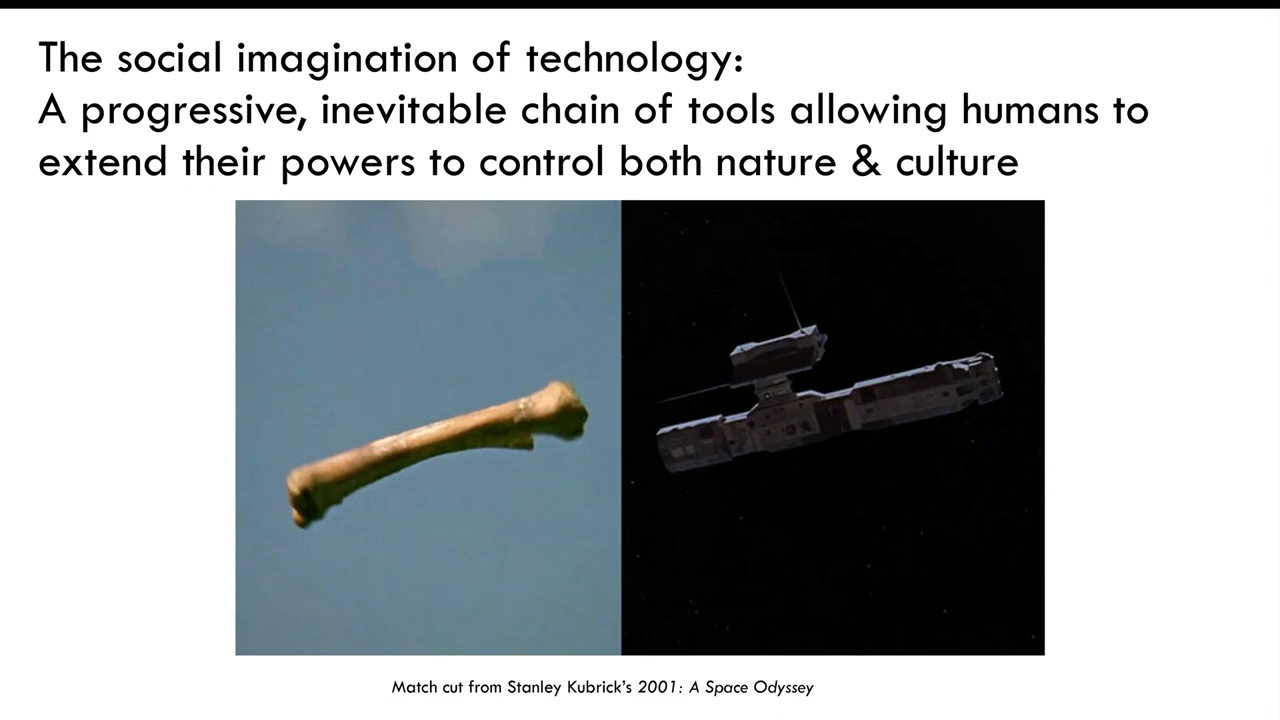 The social imagination of technology:
A progressive, inevitable chain of tools allowing humans to
extend their powers to control both nature & culture
Match cut from Stanley Kubrick's 2001: A Space Odyssey